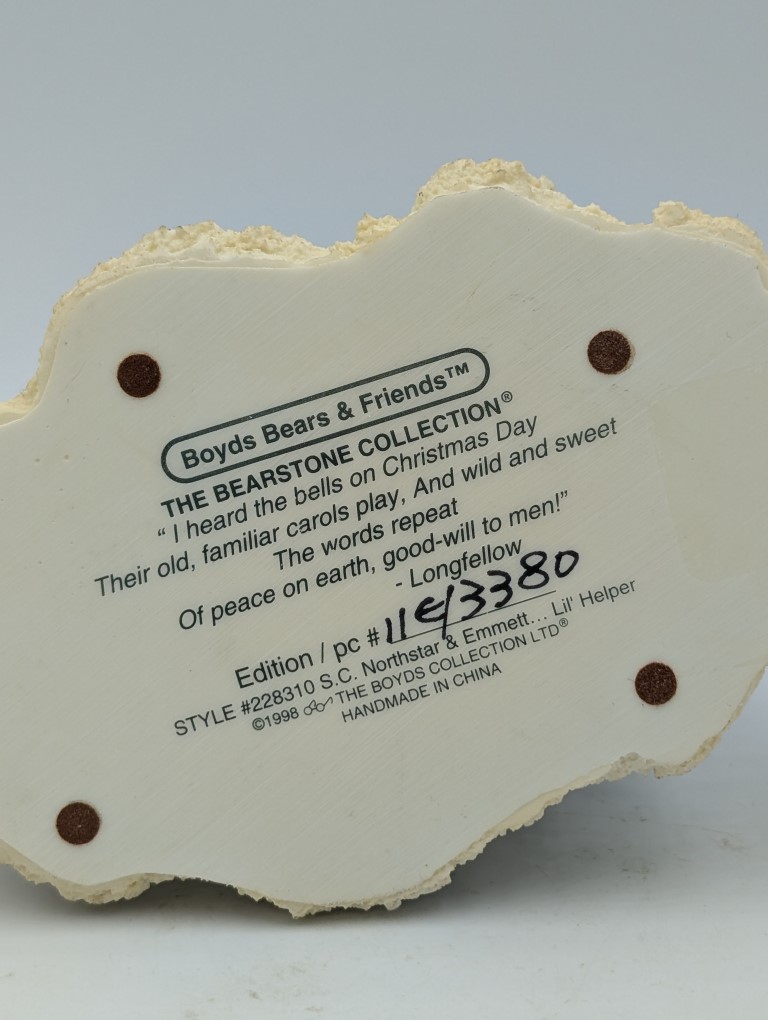 Boyds Bears & Friends™
THE BEARSTONE COLLECTION®
“ I heard the bells on Christmas Day
Their old, familiar carols play, And wild and sweet
The words repeat
Of peace on earth, good-will to men!”
- Longfellow
Edition / pc # 11E/3380
STYLE #228310 S.C. Northstar & Emmett... Lil' Helper
©1998 THE BOYDS COLLECTION LTD®
HANDMADE IN CHINA